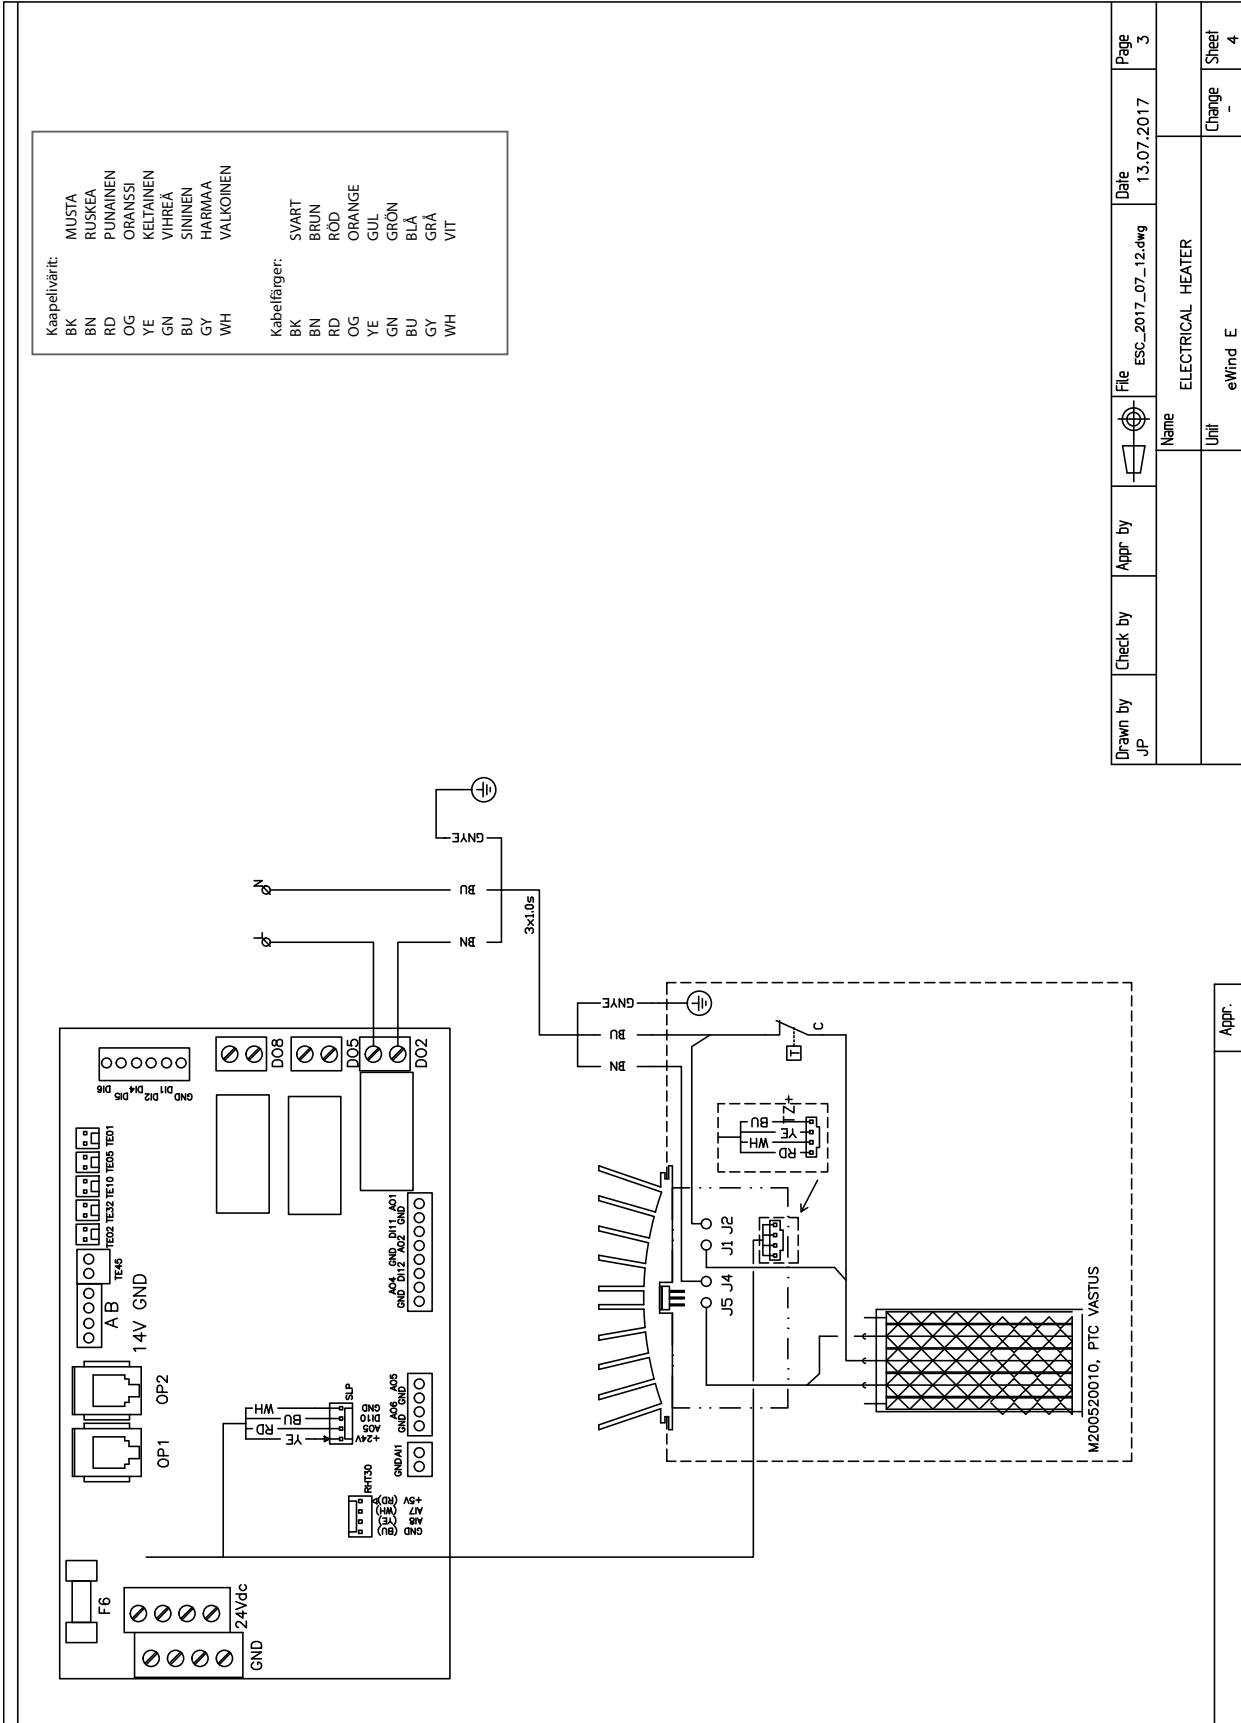 Kaapelivärit:
BK MUSTA
BN RUSKEA
RD PUNAINEN
OG ORANSSI
YE KELTAINEN
GN VIHREÄ
BU SININEN
GY HARMAA
WH VALKOINEN
Kabelfärger:
BK SVART
BN BRUN
RD RÖD
OG ORANGE
YE GUL
GN GRÖN
BU BLÅ
GY GRÅ
WH VIT
F6
24Vdc
GND
OP1
OP2
A B
14V GND
TE45
TE02 TE32 TE10 TE05 TE01
DI6
DI5
DI4
DI2
DI1
GND
DO8
DO5
DO2
YE
RD
BU
WH
SLP
+24V
AO5
DI10
GND
RHT30
+5V (RD)
AI7 (WH)
AI8 (YE)
GND (BU)
GND AI1
GND AO6 GND AO5
GND AO4 DI12 GND AO2 DI11 GND AO1
L
N
BN
BU
GNYE
3x1.0s
BN
BU
GNYE
T
C
RD
WH
YE
BU
TZ+
J5 J4
J1 J2
M200520010, PTC VASTUS
Drawn by
JP
Check by
Appr by
File
ESC_2017_07_12.dwg
Date
13.07.2017
Page
3
Name
ELECTRICAL HEATER
Unit
eWind E
Change
-
Sheet
4
Appr.